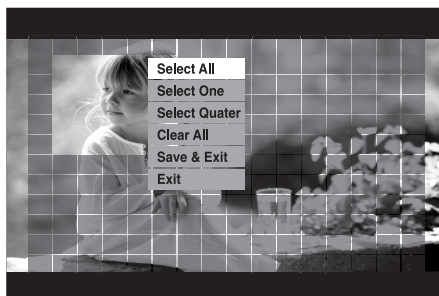 Select All
Select One
Select Quater
Clear All
Save & Exit
Exit